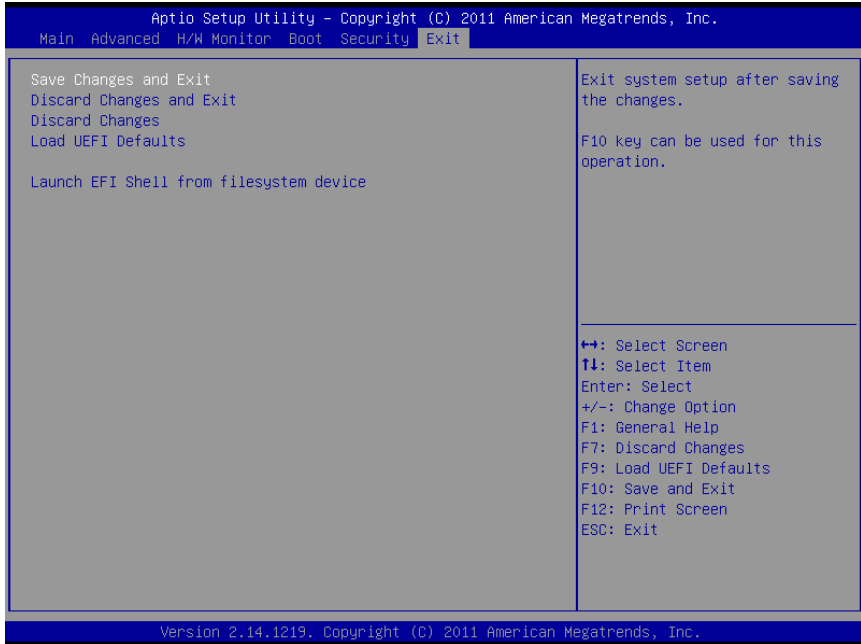 Aptio Setup Utility – Copyright (C) 2011 American Megatrends, Inc.
Main Advanced H/W Monitor Boot Security Exit
Save Changes and Exit
Discard Changes and Exit
Discard Changes
Load UEFI Defaults
Launch EFI Shell from filesystem device
Exit system setup after saving
the changes.
F10 key can be used for this
operation.
↔: Select Screen
↑↓: Select Item
Enter: Select
+/-: Change Option
F1: General Help
F7: Discard Changes
F9: Load UEFI Defaults
F10: Save and Exit
F12: Print Screen
ESC: Exit
Version 2.14.1219. Copyright (C) 2011 American Megatrends, Inc.